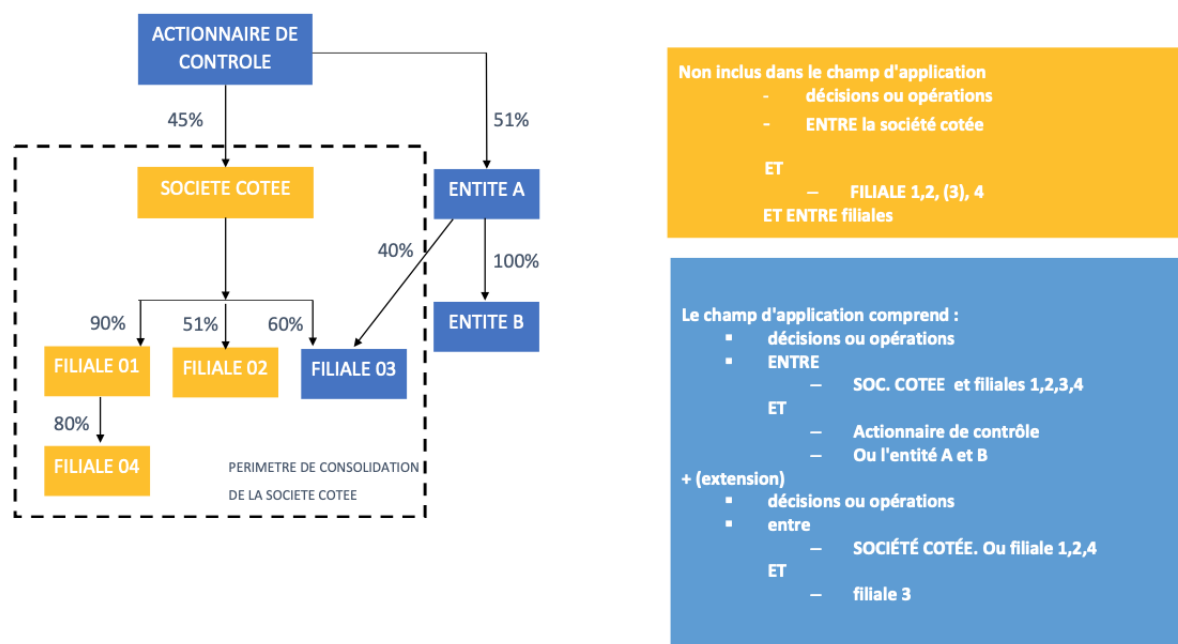 ACTIONNAIRE DE
CONTROLE
45%
51%
SOCIETE COTEE
ENTITE A
40%
100%
90%
51%
60%
ENTITE B
FILIALE 01
FILIALE 02
FILIALE 03
80%
FILIALE 04
PERIMETRE DE CONSOLIDATION
DE LA SOCIETE COTEE
Non inclus dans le champ d'application
- décisions ou opérations
- ENTRE la société cotée
ET
– FILIALE 1,2, (3), 4
ET ENTRE filiales
Le champ d'application comprend :
▪ décisions ou opérations
▪ ENTRE
– SOC. COTEE et filiales 1,2,3,4
ET
– Actionnaire de contrôle
– Ou l'entité A et B
+ (extension)
▪ décisions ou opérations
▪ entre
– SOCIÉTÉ COTÉE. Ou filiale 1,2,4
ET
– filiale 3